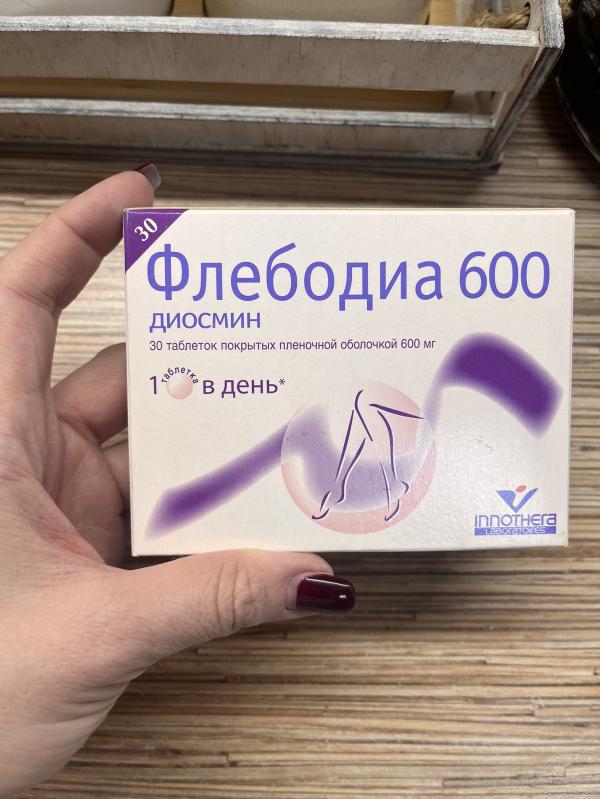 30
Флебодиа 600
диосмин
30 таблеток покрытых пленочной оболочкой 600 мг
1 таблетка в день*
INNOTHERA
LABORATOIRES